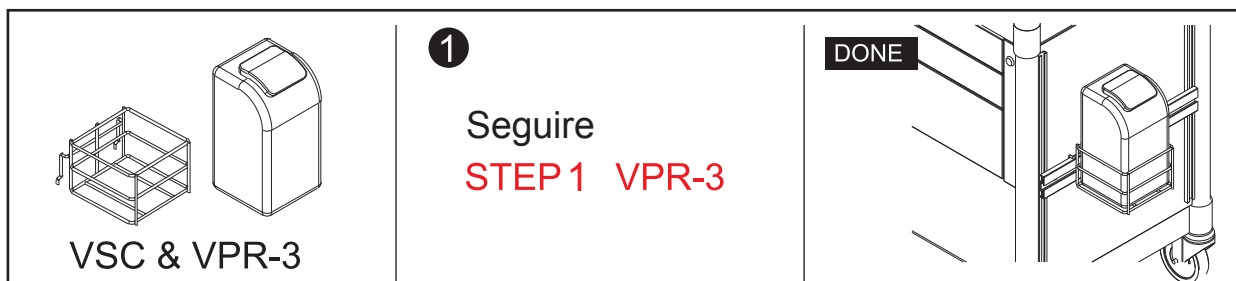 VSC & VPR-3
1
Seguire
STEP 1 VPR-3
DONE